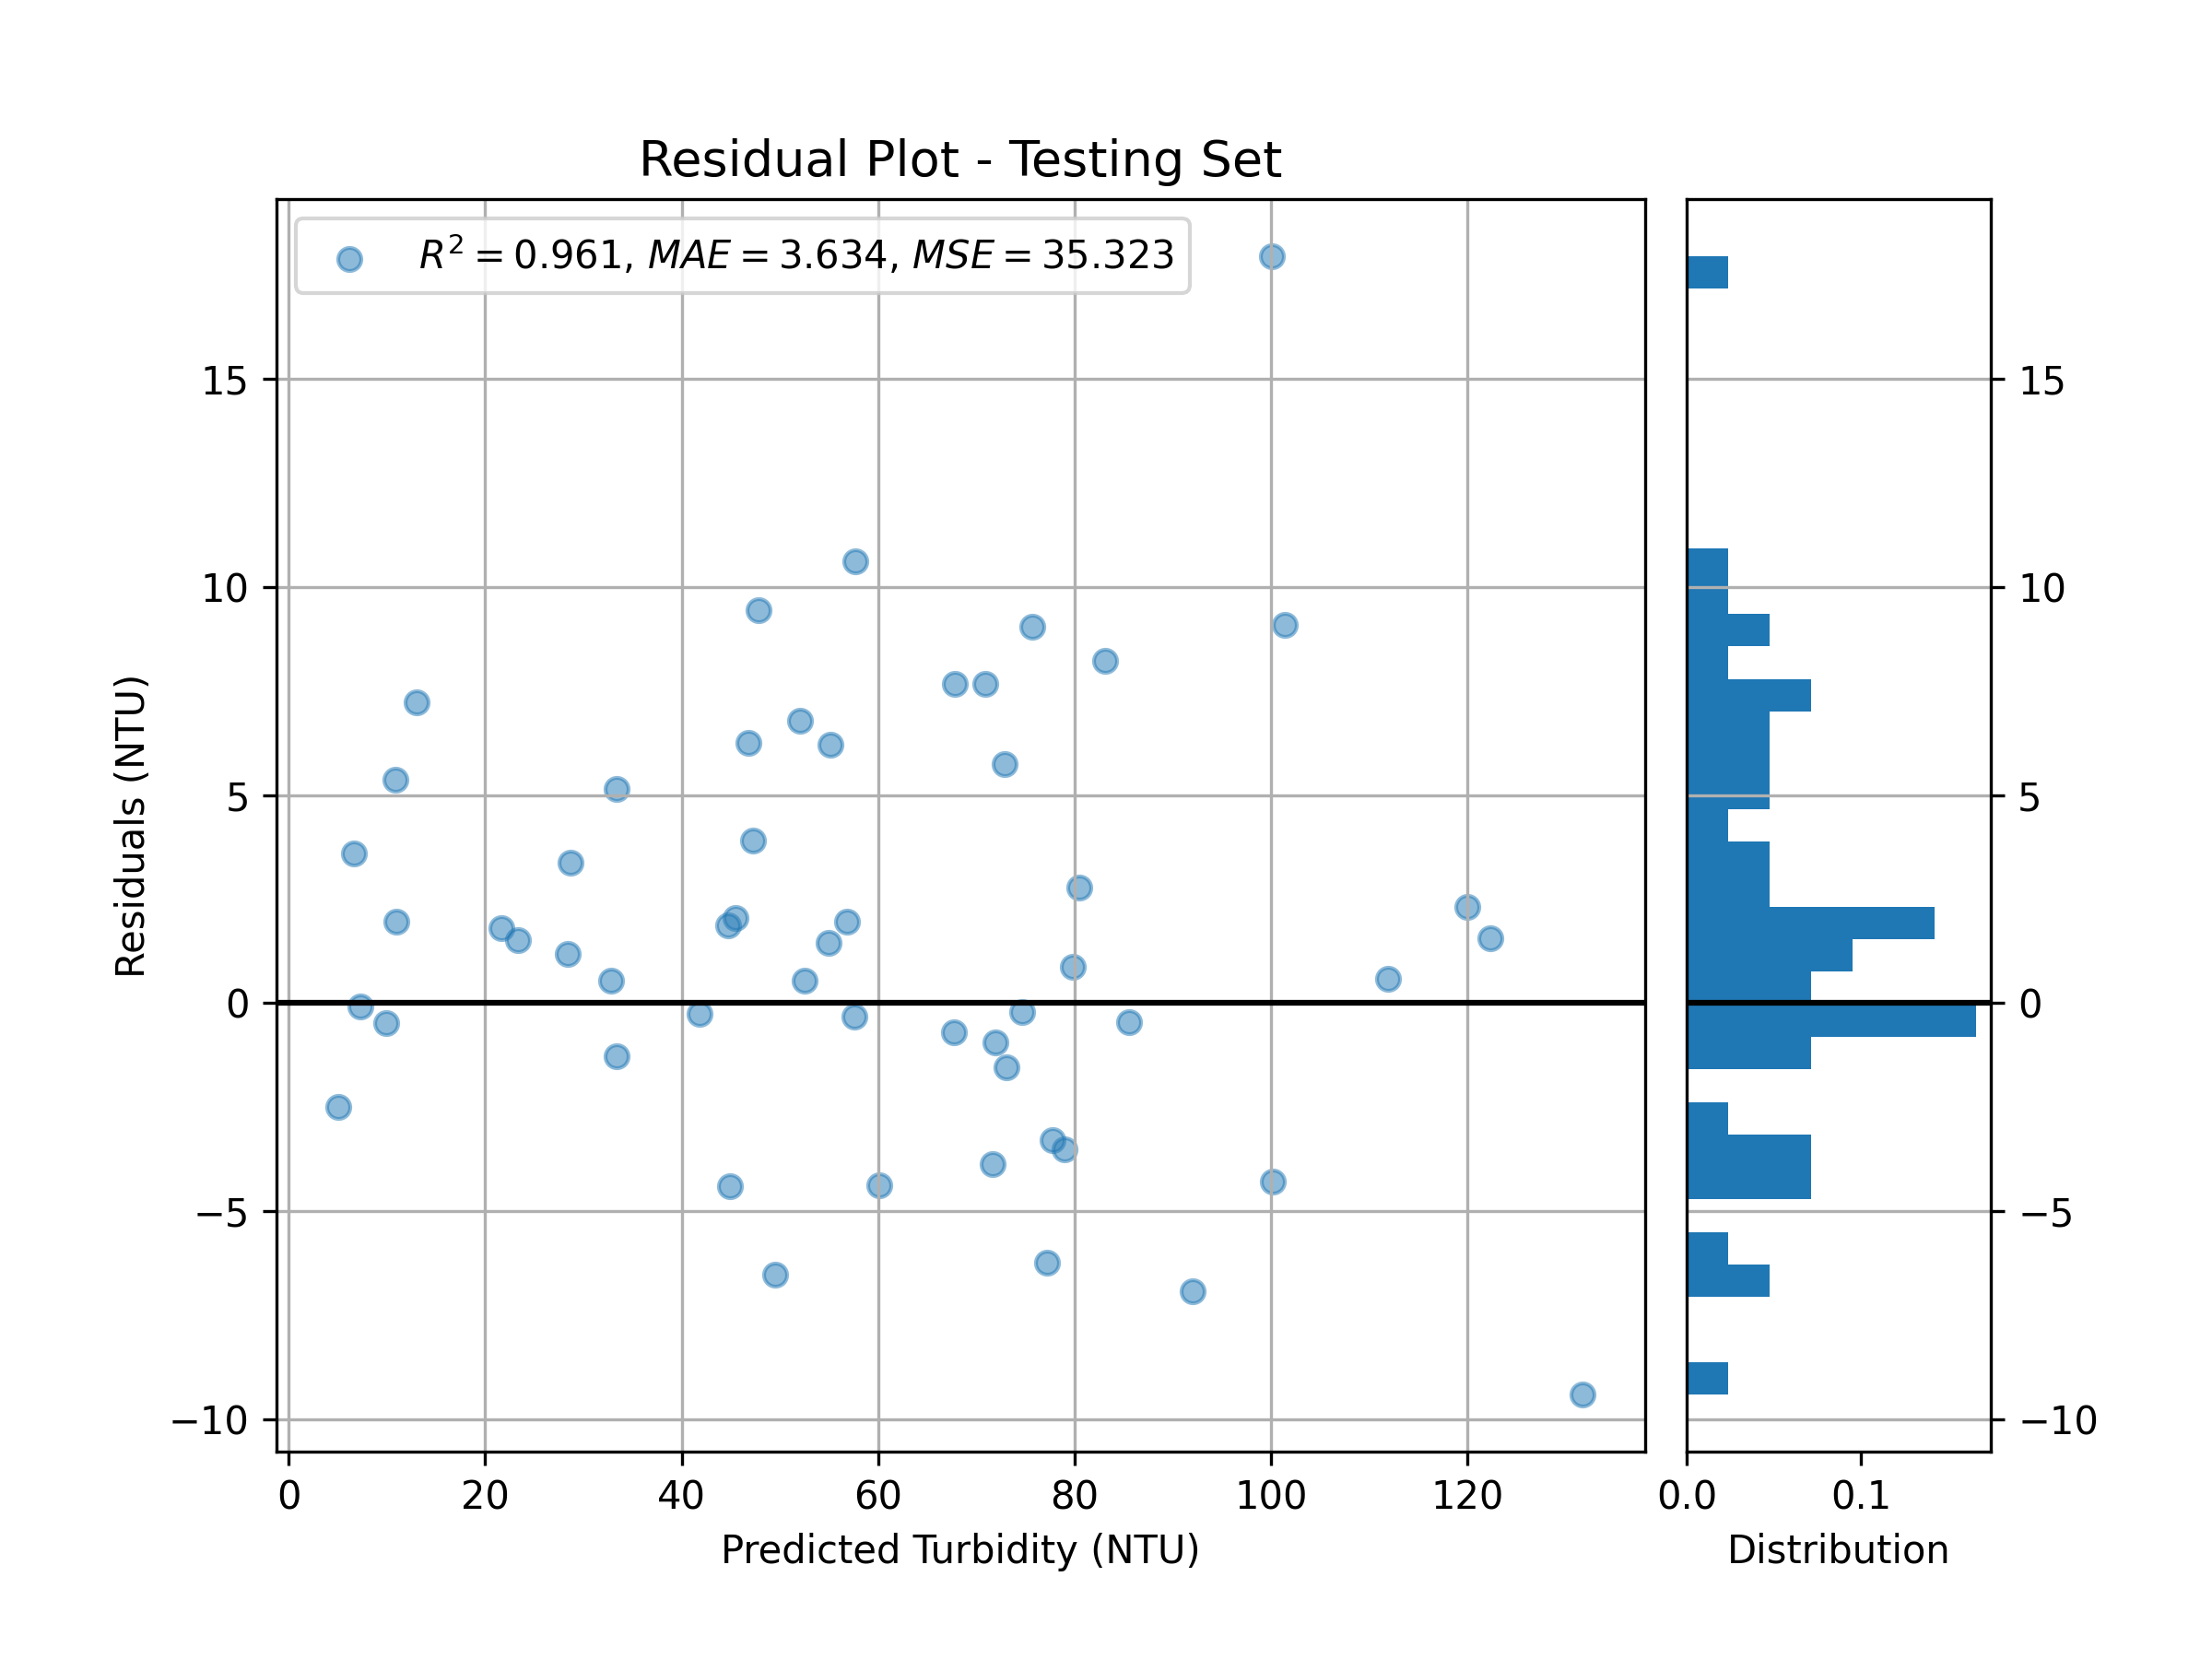 Residual Plot - Testing Set
R² = 0.961, MAE = 3.634, MSE = 35.323
Residuals (NTU)
15
10
5
0
−5
−10
0 20 40 60 80 100 120
Predicted Turbidity (NTU)
15
10
5
0
−5
−10
0.0 0.1
Distribution